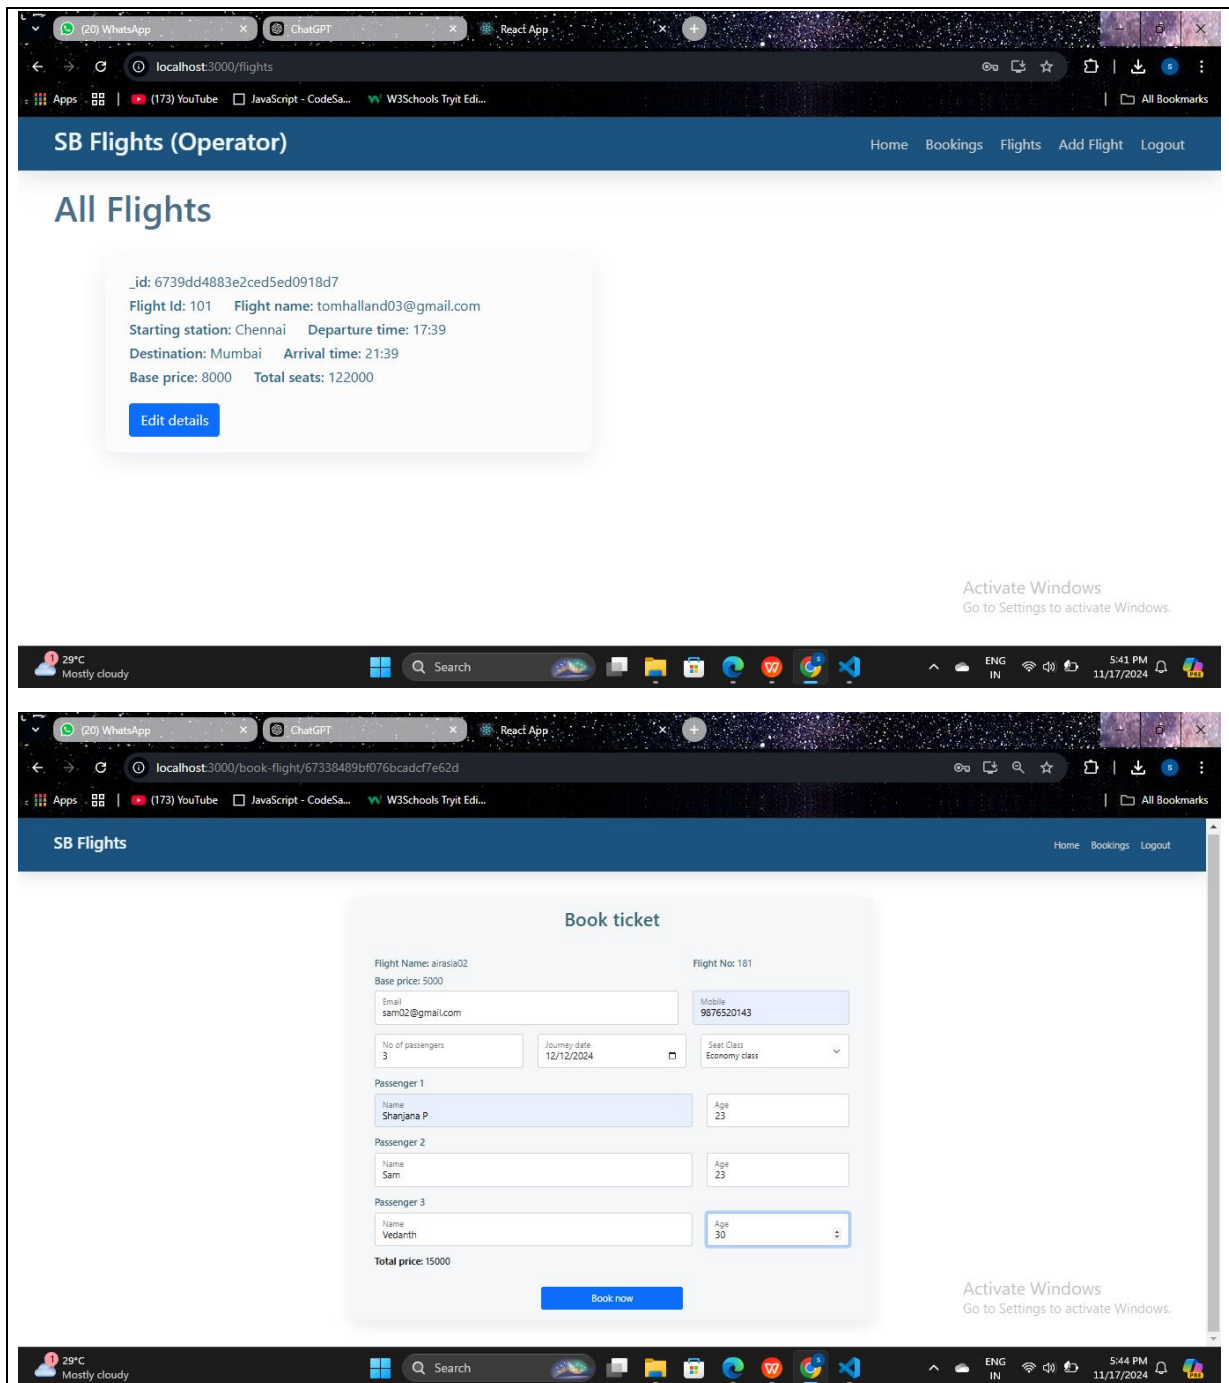 (20) WhatsApp
ChatGPT
React App
localhost:3000/flights
Apps
(173) YouTube
JavaScript - CodeSa...
W3Schools Tryit Edi...
All Bookmarks
SB Flights (Operator)
Home Bookings Flights Add Flight Logout
All Flights
_id: 6739dd4883e2ced5ed0918d7
Flight Id: 101 Flight name: tomhalland03@gmail.com
Starting station: Chennai Departure time: 17:39
Destination: Mumbai Arrival time: 21:39
Base price: 8000 Total seats: 122000
Edit details
Activate Windows
Go to Settings to activate Windows.
1
29°C
Mostly cloudy
Search
ENG
IN
5:41 PM
11/17/2024
PRE
(20) WhatsApp
ChatGPT
React App
localhost:3000/book-flight/67338489bf076bcadcf7e62d
Apps
(173) YouTube
JavaScript - CodeSa...
W3Schools Tryit Edi...
All Bookmarks
SB Flights
Home Bookings Logout
Book ticket
Flight Name: airasia02 Flight No: 181
Base price: 5000
Email
sam02@gmail.com
Mobile
9876520143
No of passengers
3
Journey date
12/12/2024
Seat Class
Economy class
Passenger 1
Name
Shanjana P
Age
23
Passenger 2
Name
Sam
Age
23
Passenger 3
Name
Vedanth
Age
30
Total price: 15000
Book now
Activate Windows
Go to Settings to activate Windows.
1
29°C
Mostly cloudy
Search
ENG
IN
5:44 PM
11/17/2024
PRE